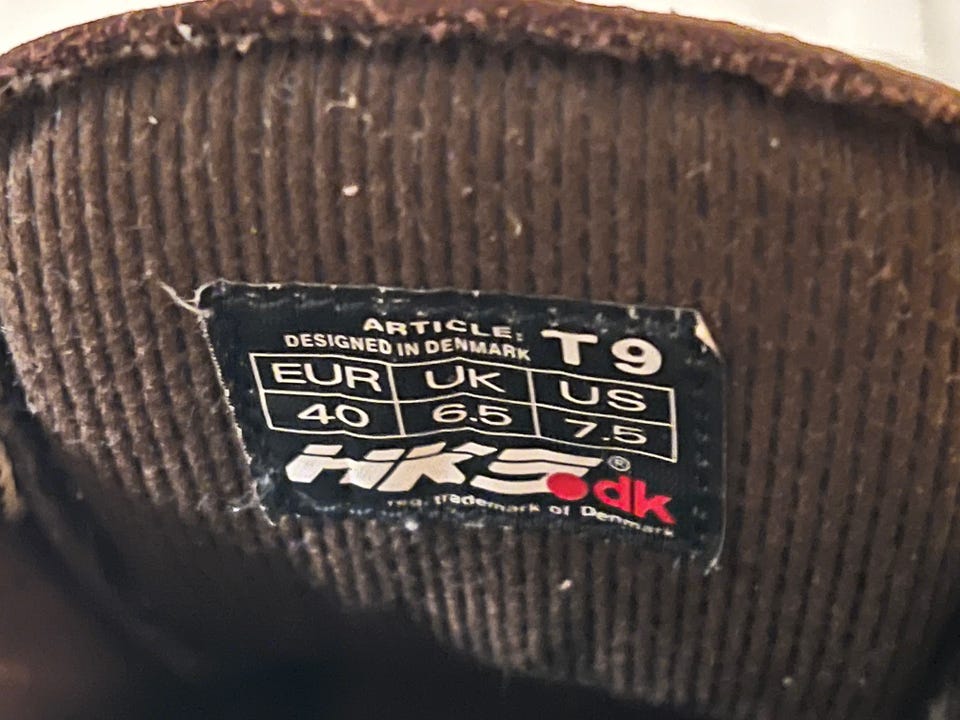 ARTICLE: T9
DESIGNED IN DENMARK
EUR UK US
40 6.5 7.5
HKS®.dk
reg. trademark of Denmark